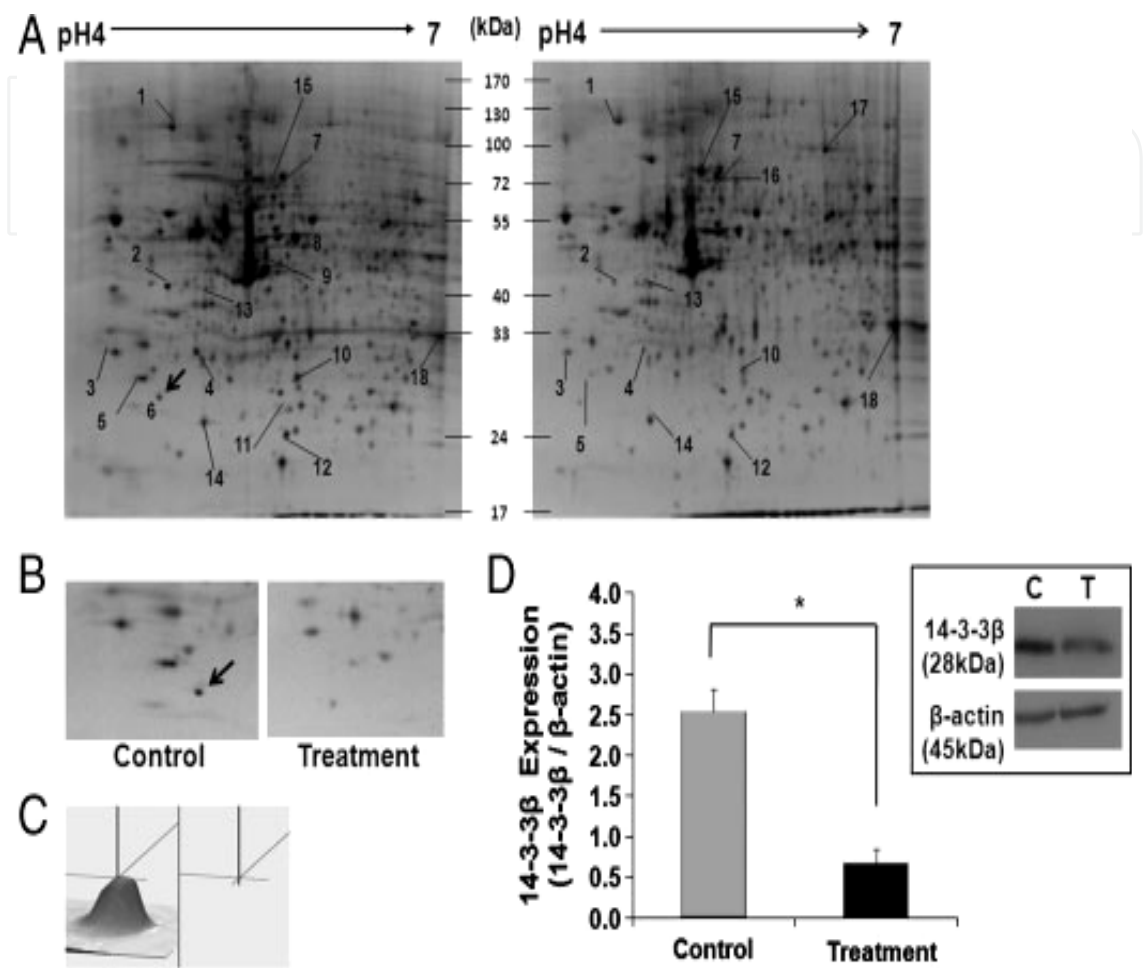 A
pH4
7
(kDa)
pH4
7
170
130
100
72
55
40
33
24
17
1
15
7
2
8
9
13
3
5
6
4
10
11
18
14
12
1
15
7
17
16
2
13
3
4
5
10
18
14
12
B
Control
Treatment
C
D
14-3-3β Expression
(14-3-3β / β-actin)
4.0
3.5
3.0
2.5
2.0
1.5
1.0
0.5
0.0
*
Control
Treatment
C T
14-3-3β
(28kDa)
β-actin
(45kDa)